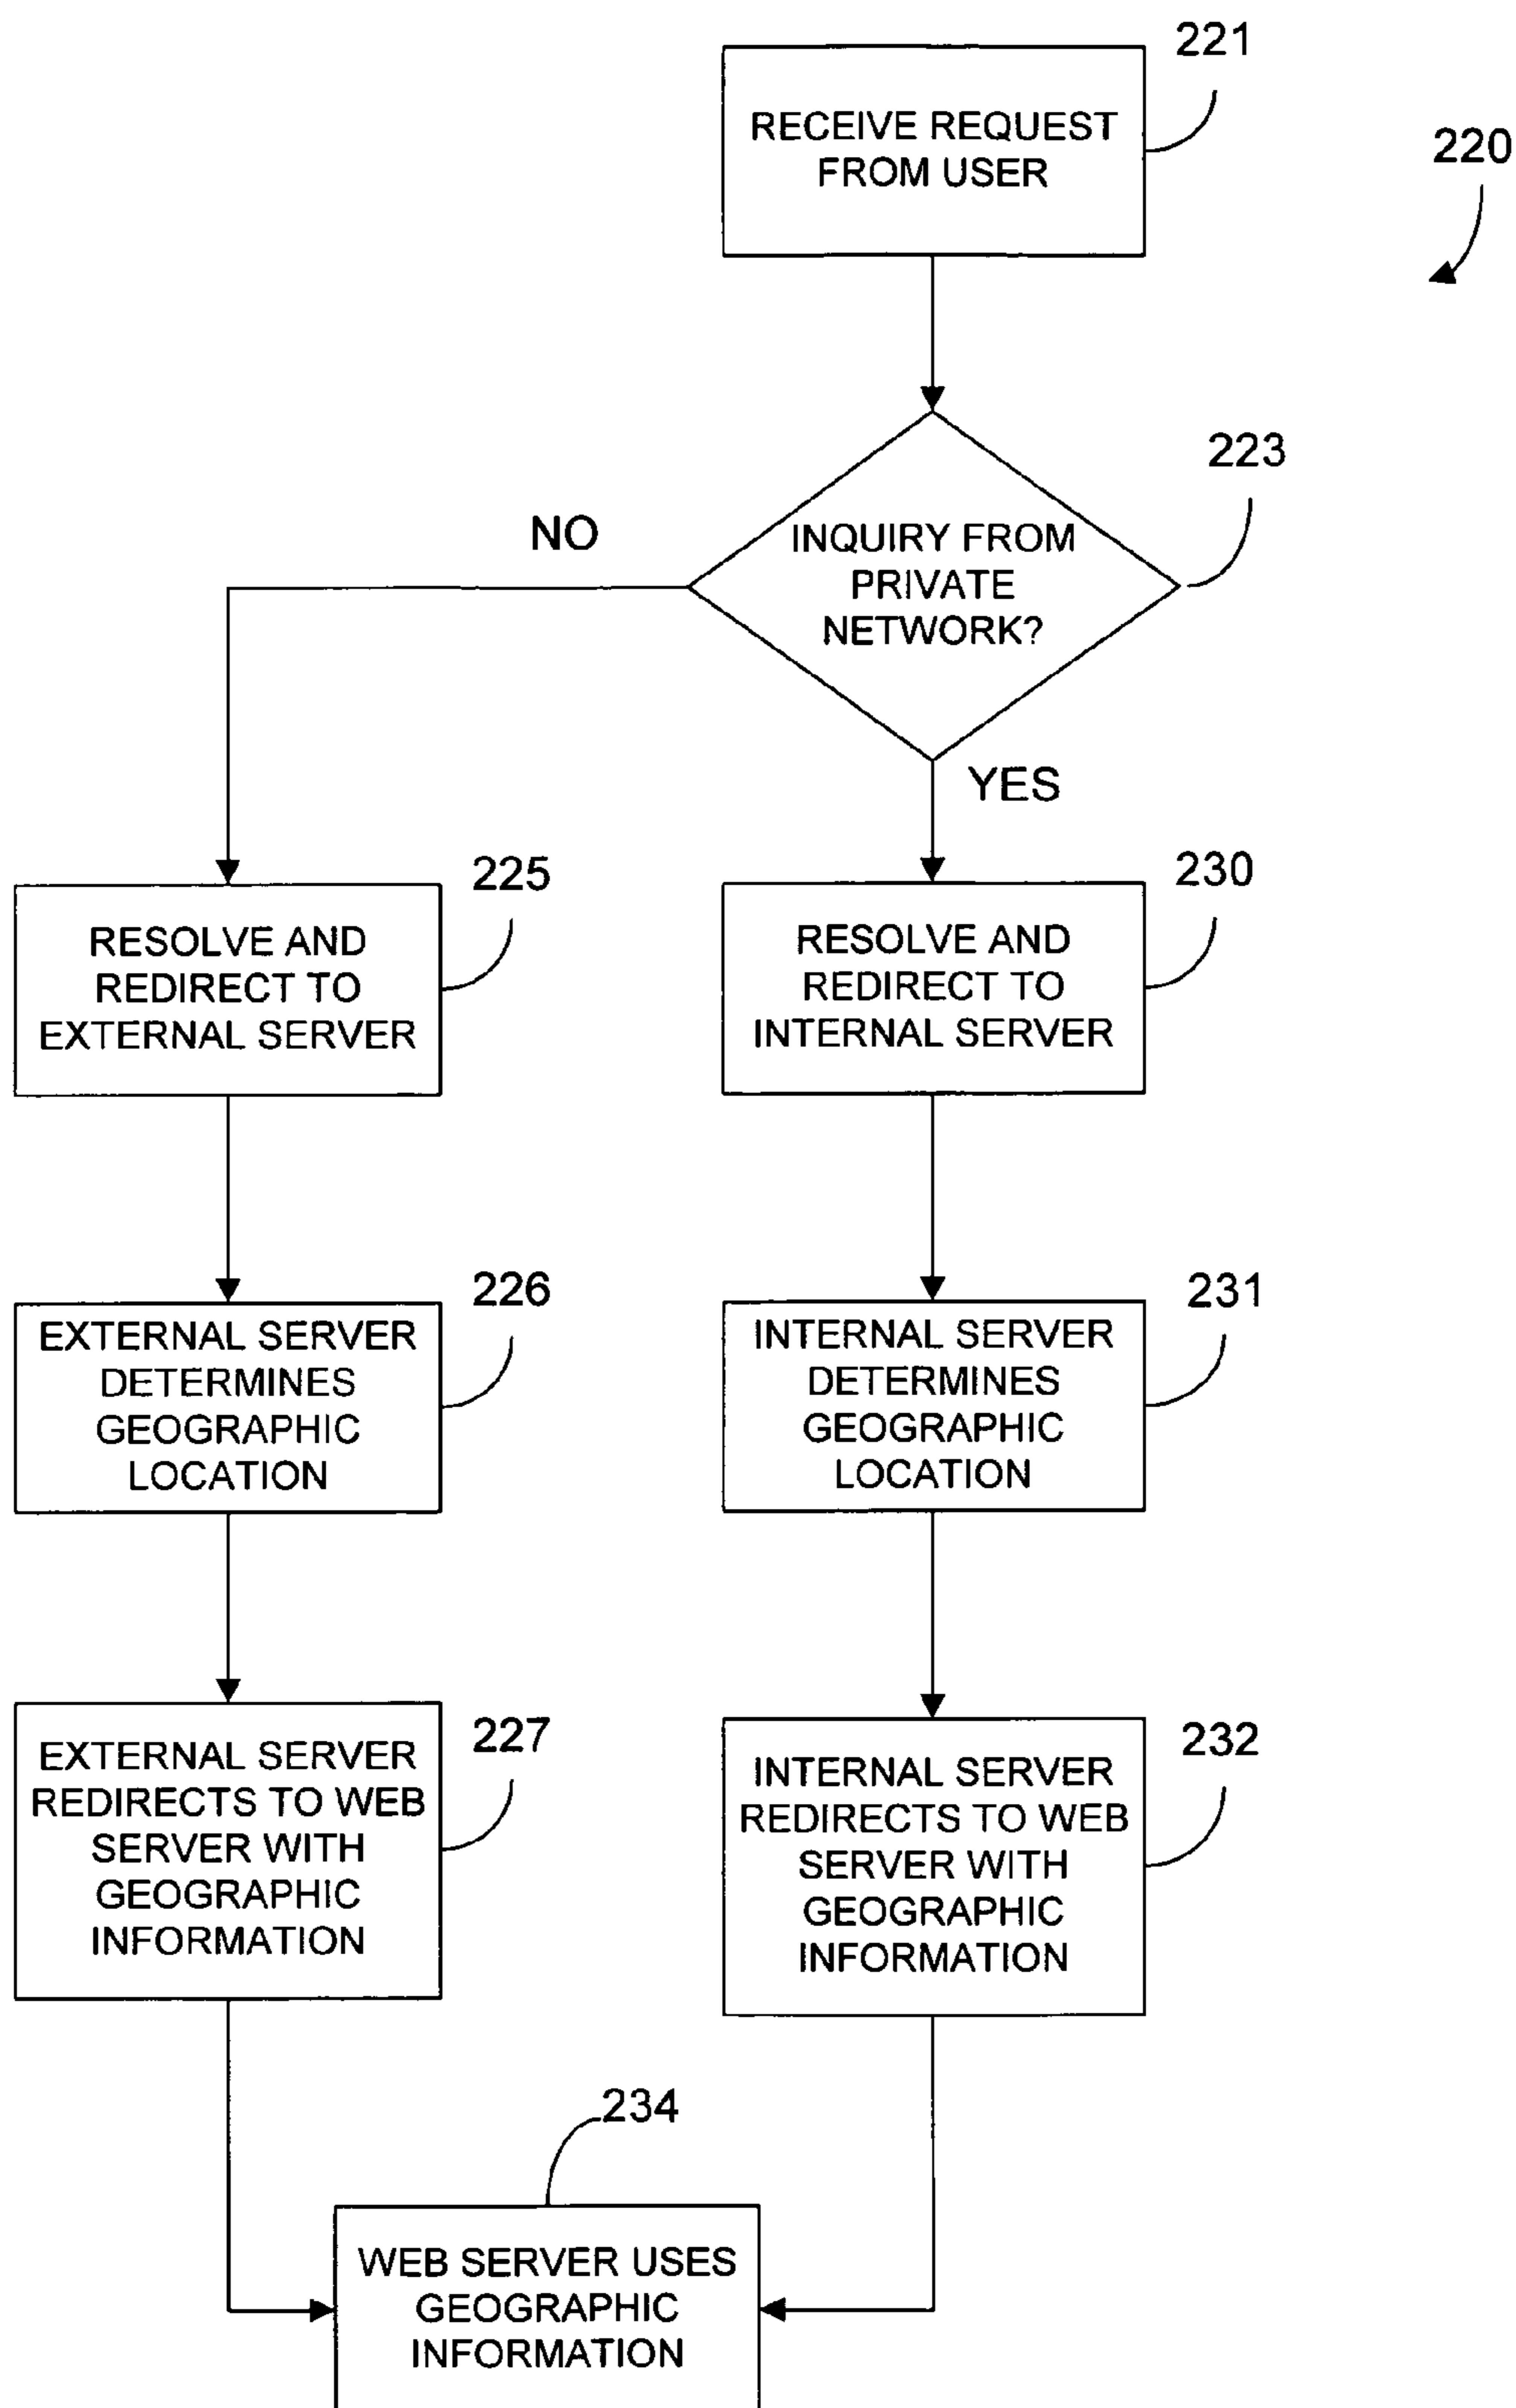 221
RECEIVE REQUEST
FROM USER
220
223
NO
INQUIRY FROM
PRIVATE
NETWORK?
YES
225
RESOLVE AND
REDIRECT TO
EXTERNAL SERVER
230
RESOLVE AND
REDIRECT TO
INTERNAL SERVER
226
EXTERNAL SERVER
DETERMINES
GEOGRAPHIC
LOCATION
231
INTERNAL SERVER
DETERMINES
GEOGRAPHIC
LOCATION
227
EXTERNAL SERVER
REDIRECTS TO WEB
SERVER WITH
GEOGRAPHIC
INFORMATION
232
INTERNAL SERVER
REDIRECTS TO WEB
SERVER WITH
GEOGRAPHIC
INFORMATION
234
WEB SERVER USES
GEOGRAPHIC
INFORMATION